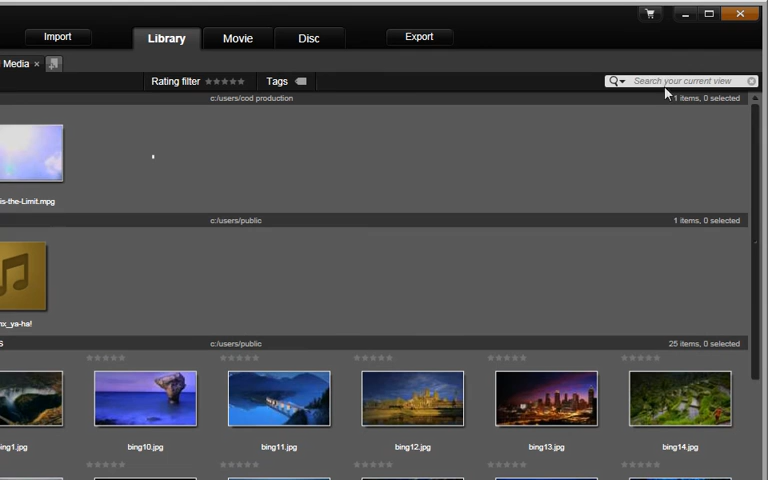 Import Library Movie Disc Export
Media ×
Rating filter Tags Search your current view
c:/users/cod production 1 items, 0 selected
is-the-Limit.mpg
c:/users/public 1 items, 0 selected
nx_ya-ha!
s c:/users/public 25 items, 0 selected
ing1.jpg bing10.jpg bing11.jpg bing12.jpg bing13.jpg bing14.jpg